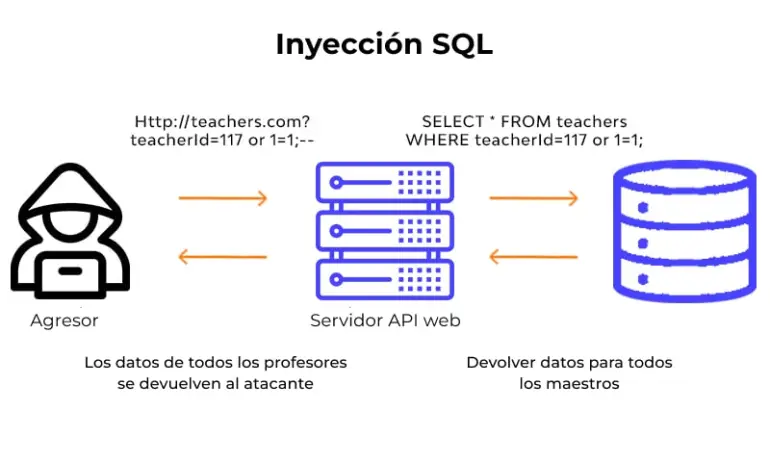 Inyección SQL
Http://teachers.com?
teacherId=117 or 1=1;--
SELECT * FROM teachers
WHERE teacherId=117 or 1=1;
Agresor
Servidor API web
Los datos de todos los profesores
se devuelven al atacante
Devolver datos para todos
los maestros